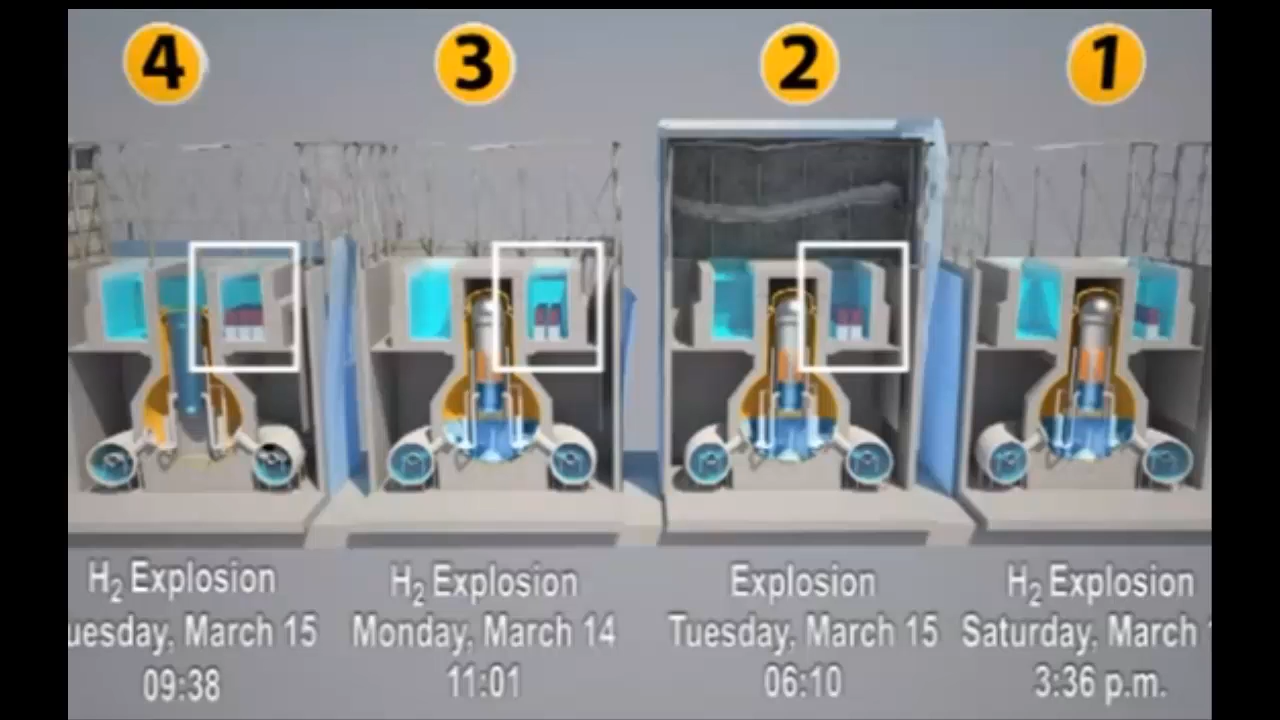 4 3 2 1
H₂ Explosion H₂ Explosion Explosion H₂ Explosion
uesday, March 15 Monday, March 14 Tuesday, March 15 Saturday, March
09:38 11:01 06:10 3:36 p.m.